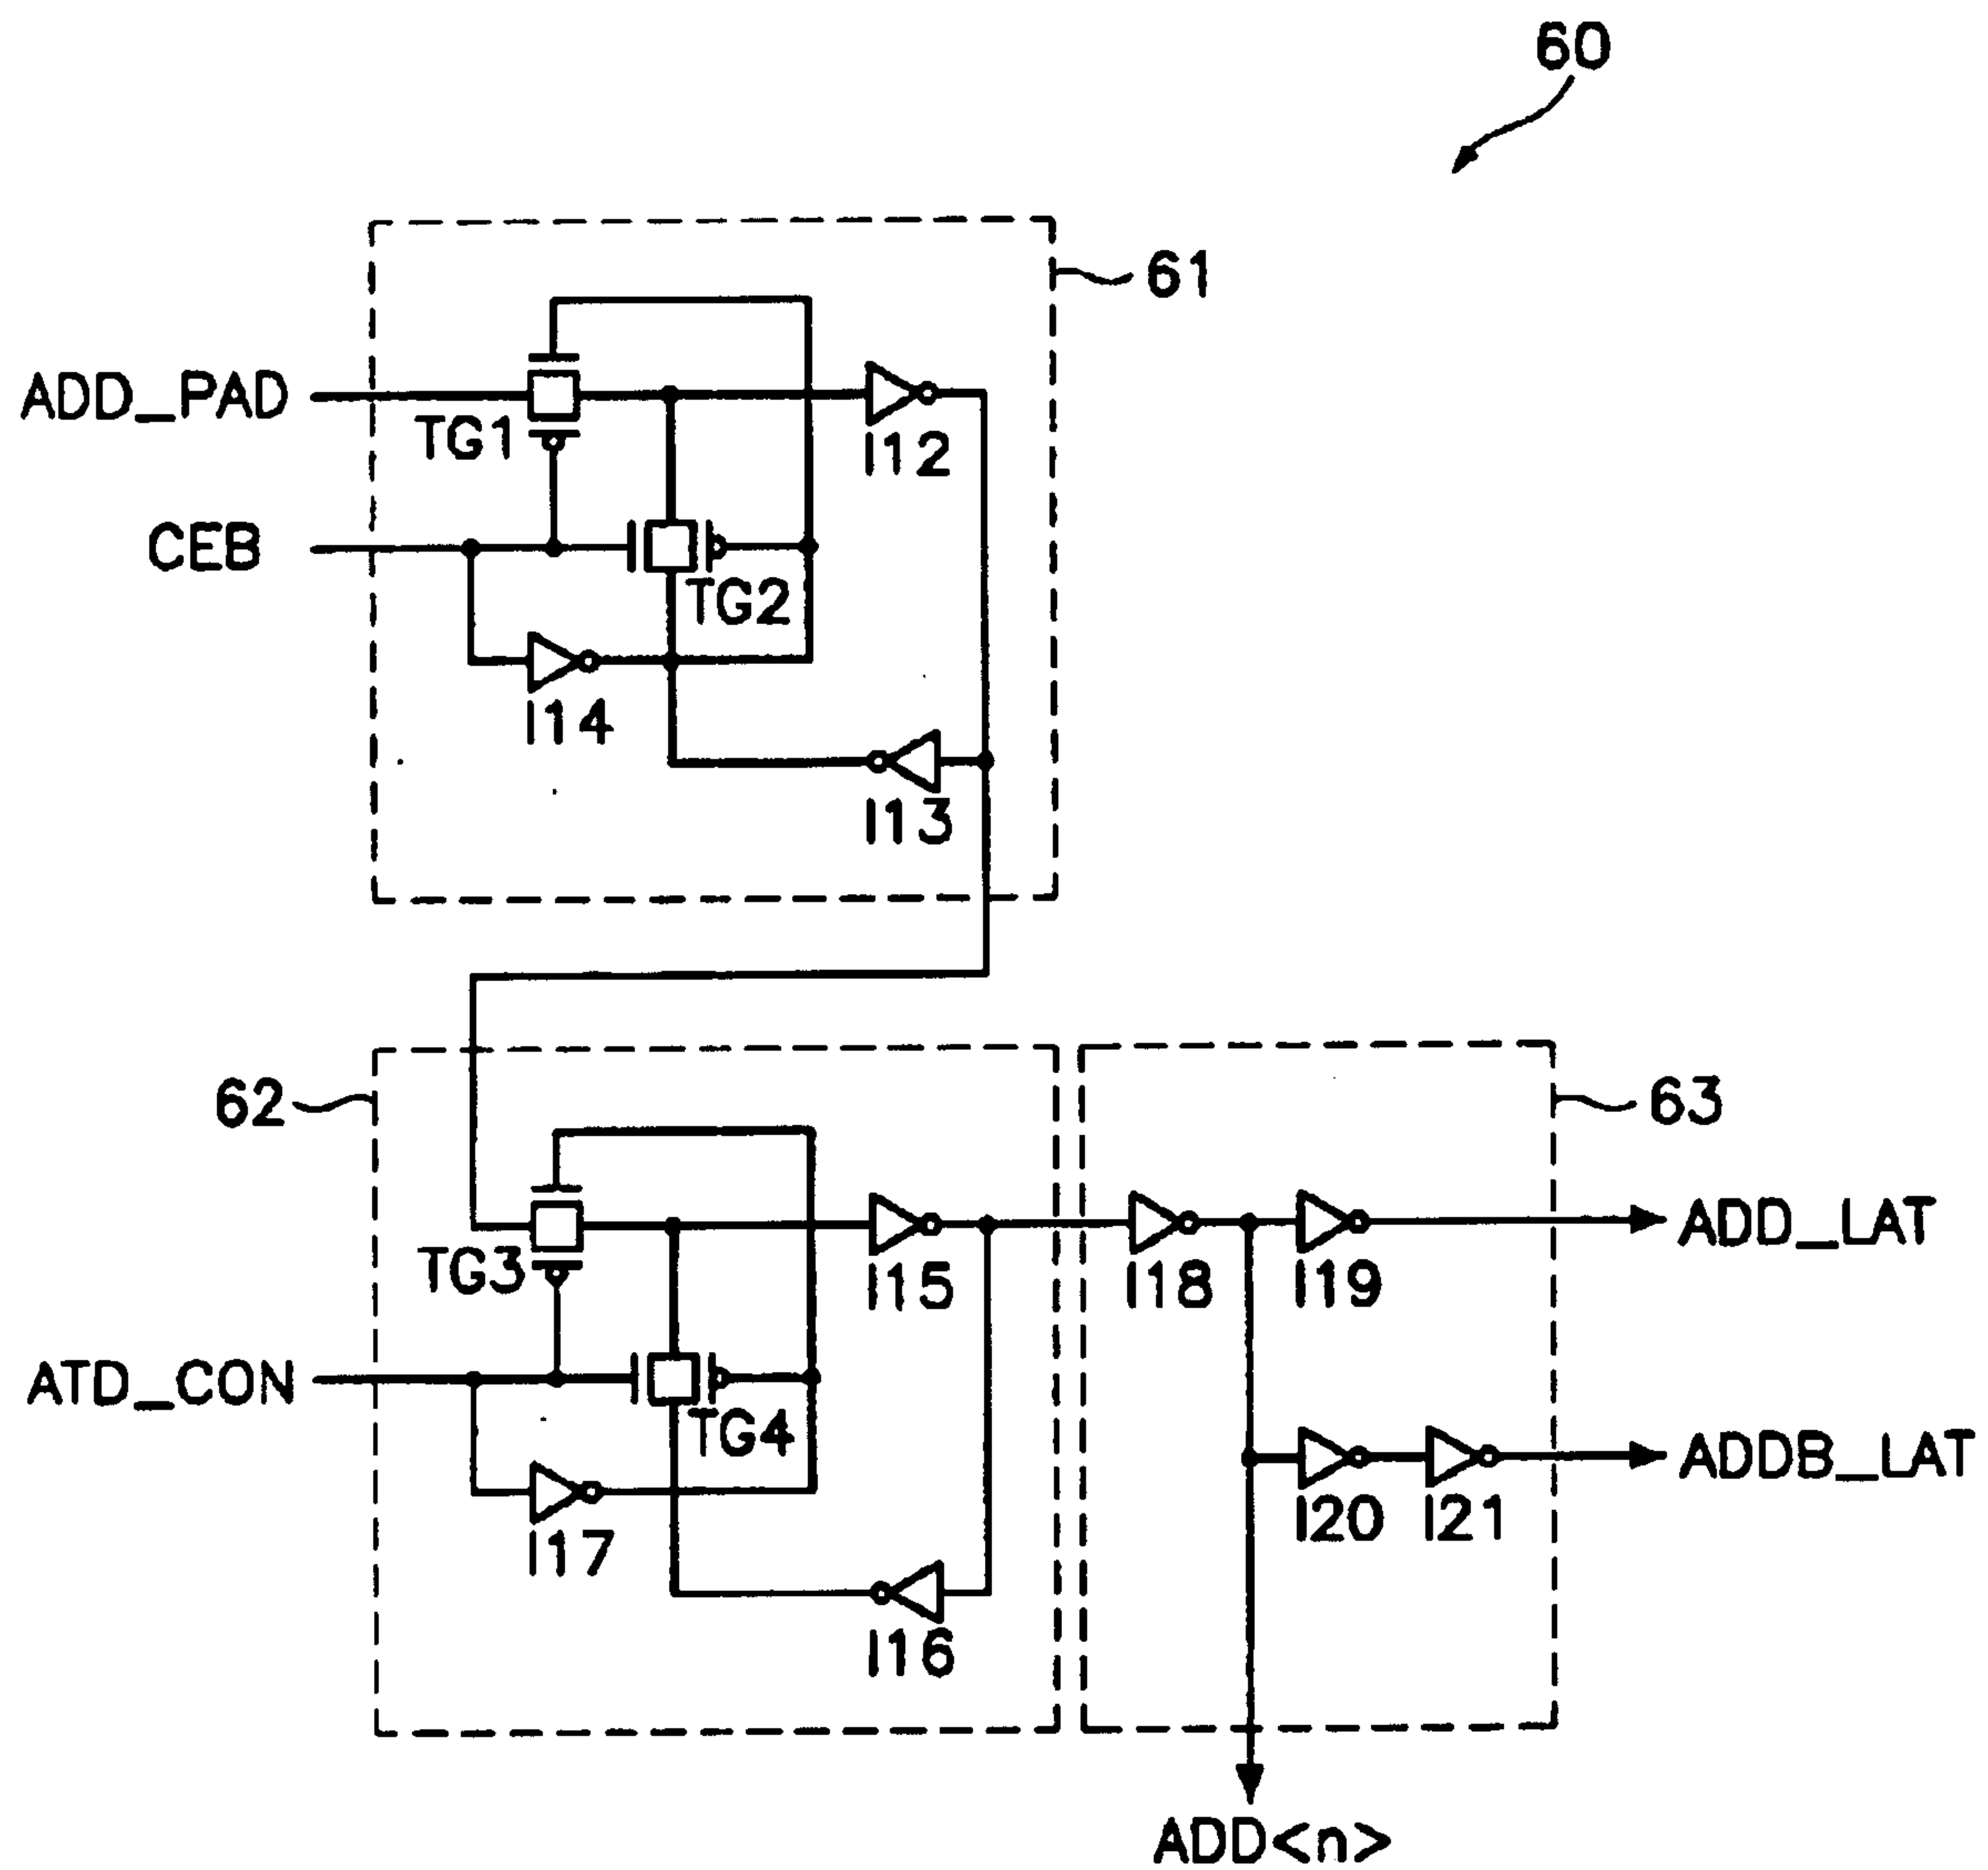 60
61
ADD_PAD
TG1
I12
CEB
TG2
I14
I13
62
63
TG3
I15
I18
I19
ADD_LAT
ATD_CON
TG4
ADDB_LAT
I17
I20
I21
I16
ADD<n>